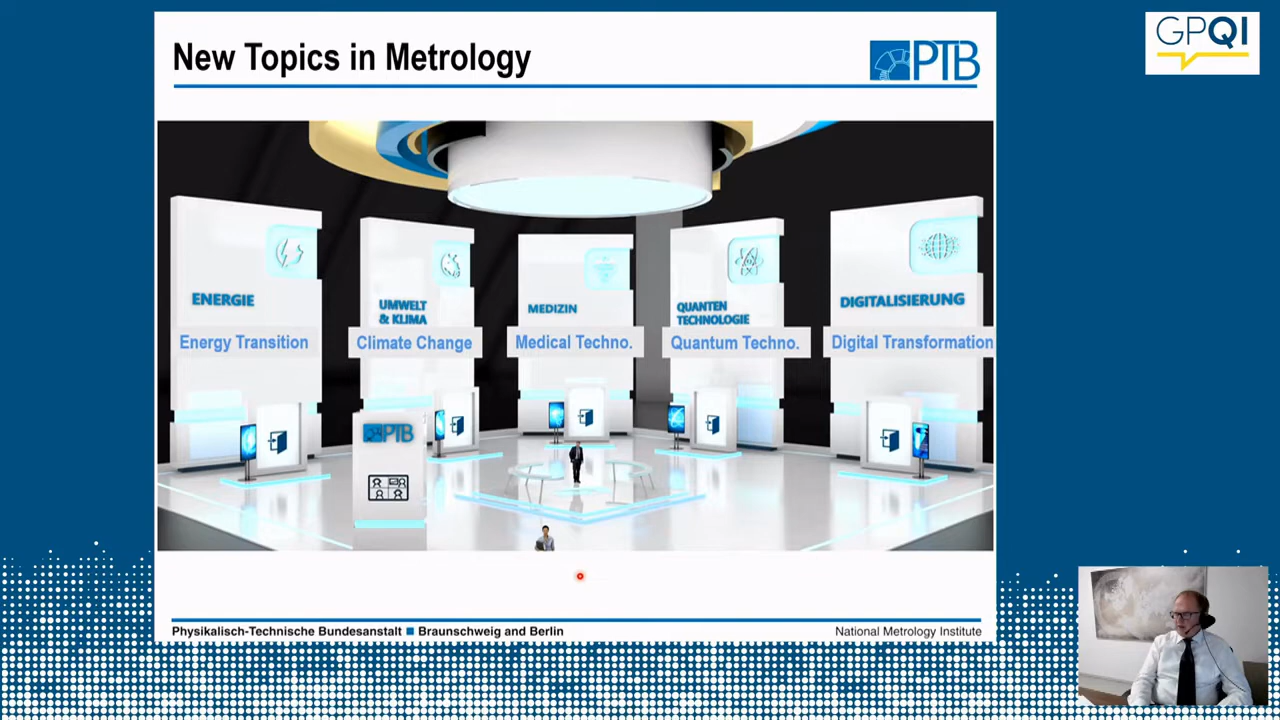 New Topics in Metrology
PTB
GPQI
ENERGIE
Energy Transition
UMWELT
& KLIMA
Climate Change
MEDIZIN
Medical Techno.
QUANTEN
TECHNOLOGIE
Quantum Techno.
DIGITALISIERUNG
Digital Transformation
PTB
Physikalisch-Technische Bundesanstalt ■ Braunschweig and Berlin
National Metrology Institute